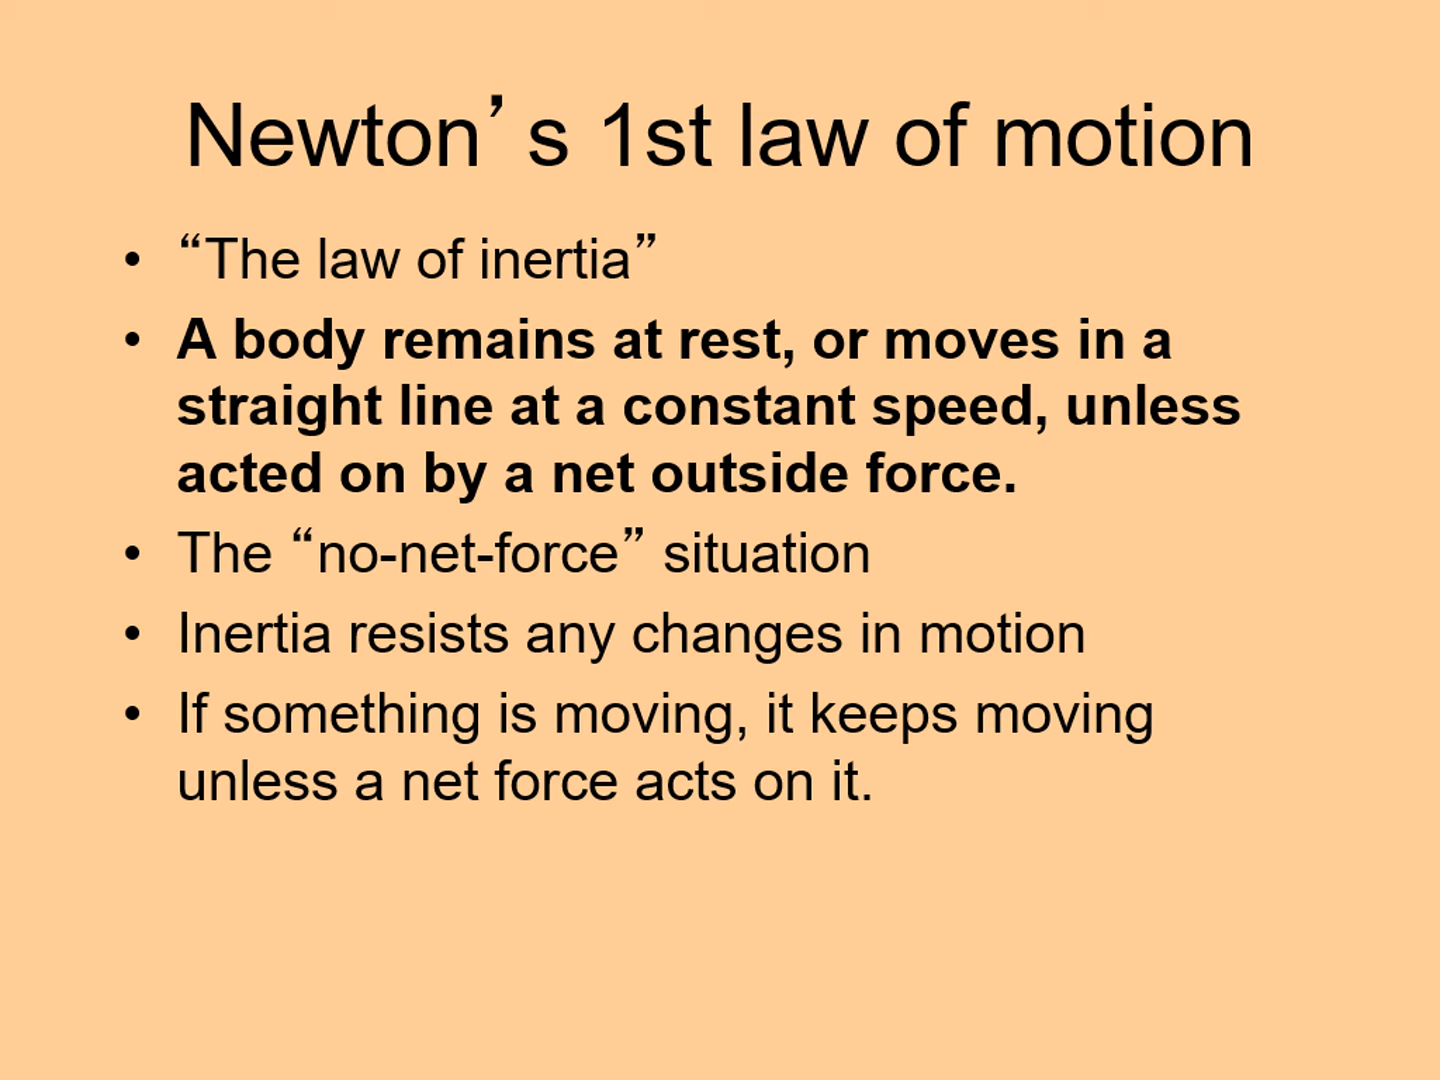 Newton’s 1st law of motion
• “The law of inertia”
• A body remains at rest, or moves in a
straight line at a constant speed, unless
acted on by a net outside force.
• The “no-net-force” situation
• Inertia resists any changes in motion
• If something is moving, it keeps moving
unless a net force acts on it.